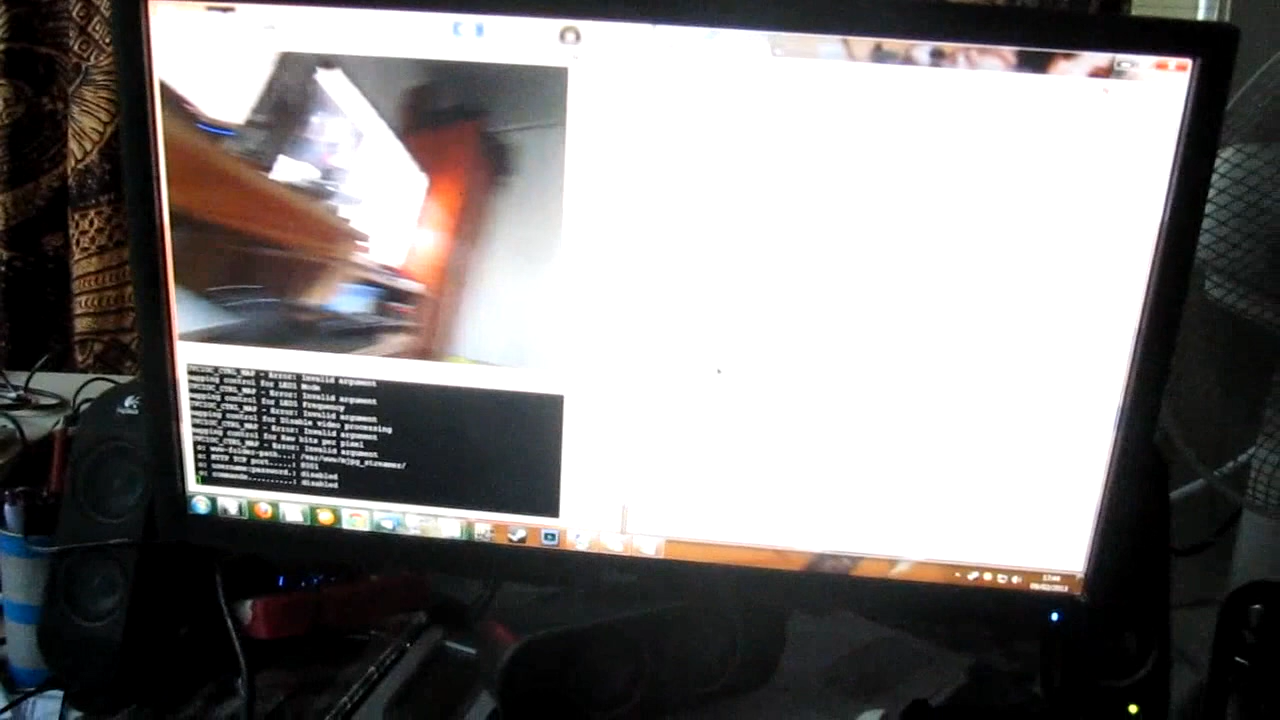 UVCIOC_CTRL_MAP - Error: Invalid argument
mapping control for LED1 Mode
UVCIOC_CTRL_MAP - Error: Invalid argument
mapping control for LED1 Frequency
UVCIOC_CTRL_MAP - Error: Invalid argument
mapping control for Disable video processing
UVCIOC_CTRL_MAP - Error: Invalid argument
mapping control for Raw bits per pixel
UVCIOC_CTRL_MAP - Error: Invalid argument
o: www-folder-path...: /var/www/mjpg_streamer/
o: HTTP TCP port.....:
o: username:password.: disabled
o: commands..........: disabled
17:44